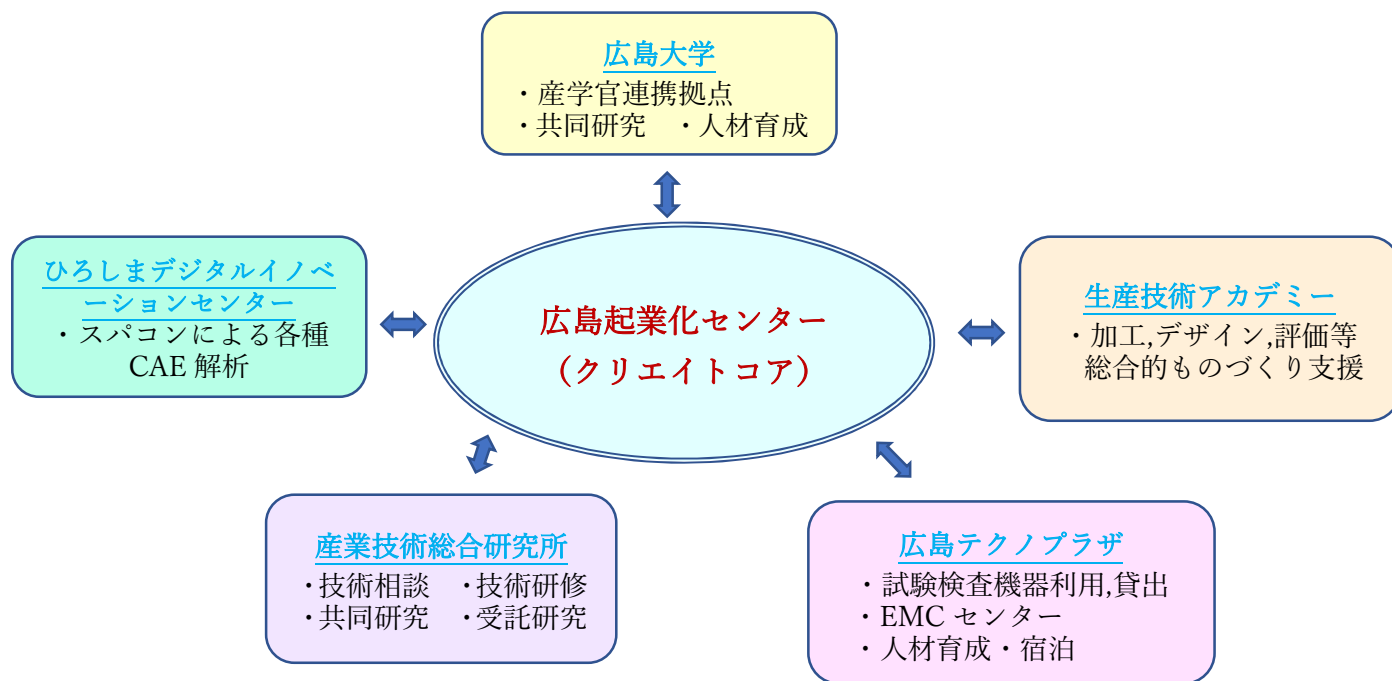 広島大学
・産学官連携拠点
・共同研究　・人材育成
ひろしまデジタルイノベ
ーションセンター
・スパコンによる各種
CAE 解析
広島起業化センター
（クリエイトコア）
生産技術アカデミー
・加工,デザイン,評価等
総合的ものづくり支援
産業技術総合研究所
・技術相談　・技術研修
・共同研究　・受託研究
広島テクノプラザ
・試験検査機器利用,貸出
・EMC センター
・人材育成・宿泊